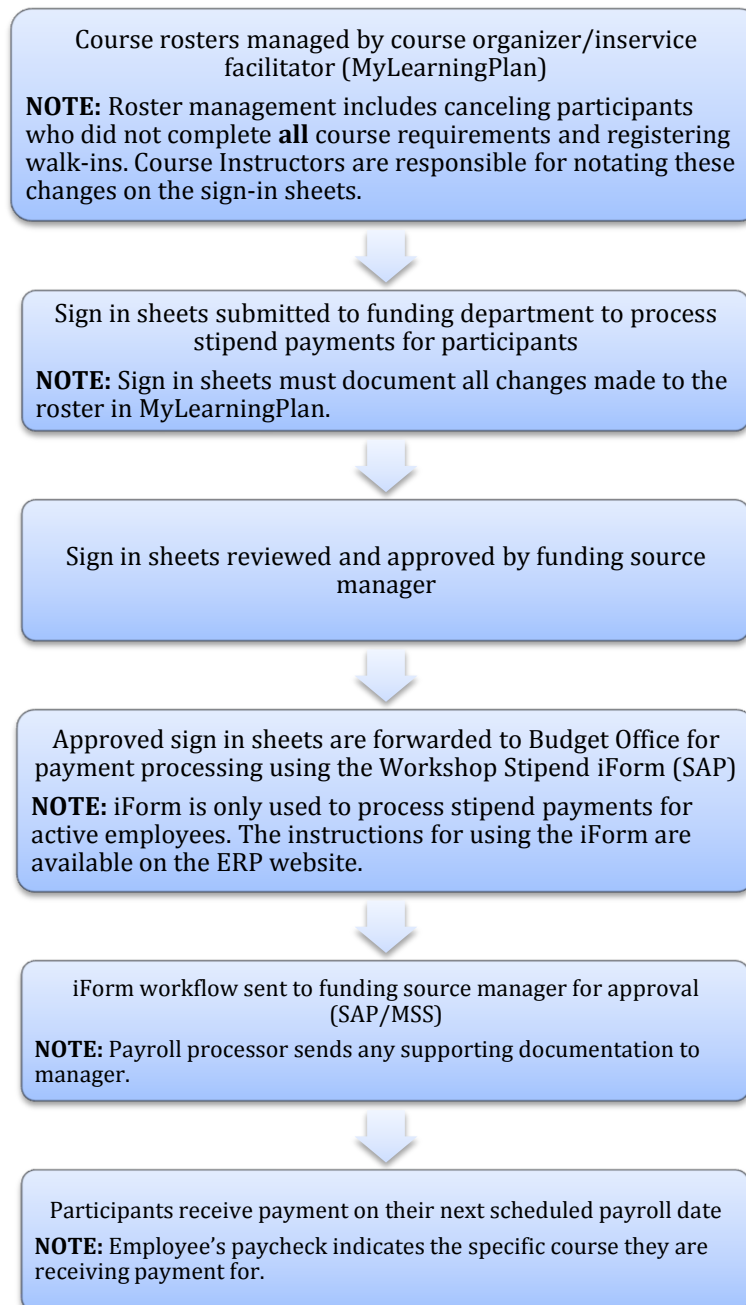 Course rosters managed by course organizer/inservice
facilitator (MyLearningPlan)
NOTE: Roster management includes canceling participants
who did not complete all course requirements and registering
walk-ins. Course Instructors are responsible for notating these
changes on the sign-in sheets.
Sign in sheets submitted to funding department to process
stipend payments for participants
NOTE: Sign in sheets must document all changes made to the
roster in MyLearningPlan.
Sign in sheets reviewed and approved by funding source
manager
Approved sign in sheets are forwarded to Budget Office for
payment processing using the Workshop Stipend iForm (SAP)
NOTE: iForm is only used to process stipend payments for
active employees. The instructions for using the iForm are
available on the ERP website.
iForm workflow sent to funding source manager for approval
(SAP/MSS)
NOTE: Payroll processor sends any supporting documentation to
manager.
Participants receive payment on their next scheduled payroll date
NOTE: Employee's paycheck indicates the specific course they are
receiving payment for.